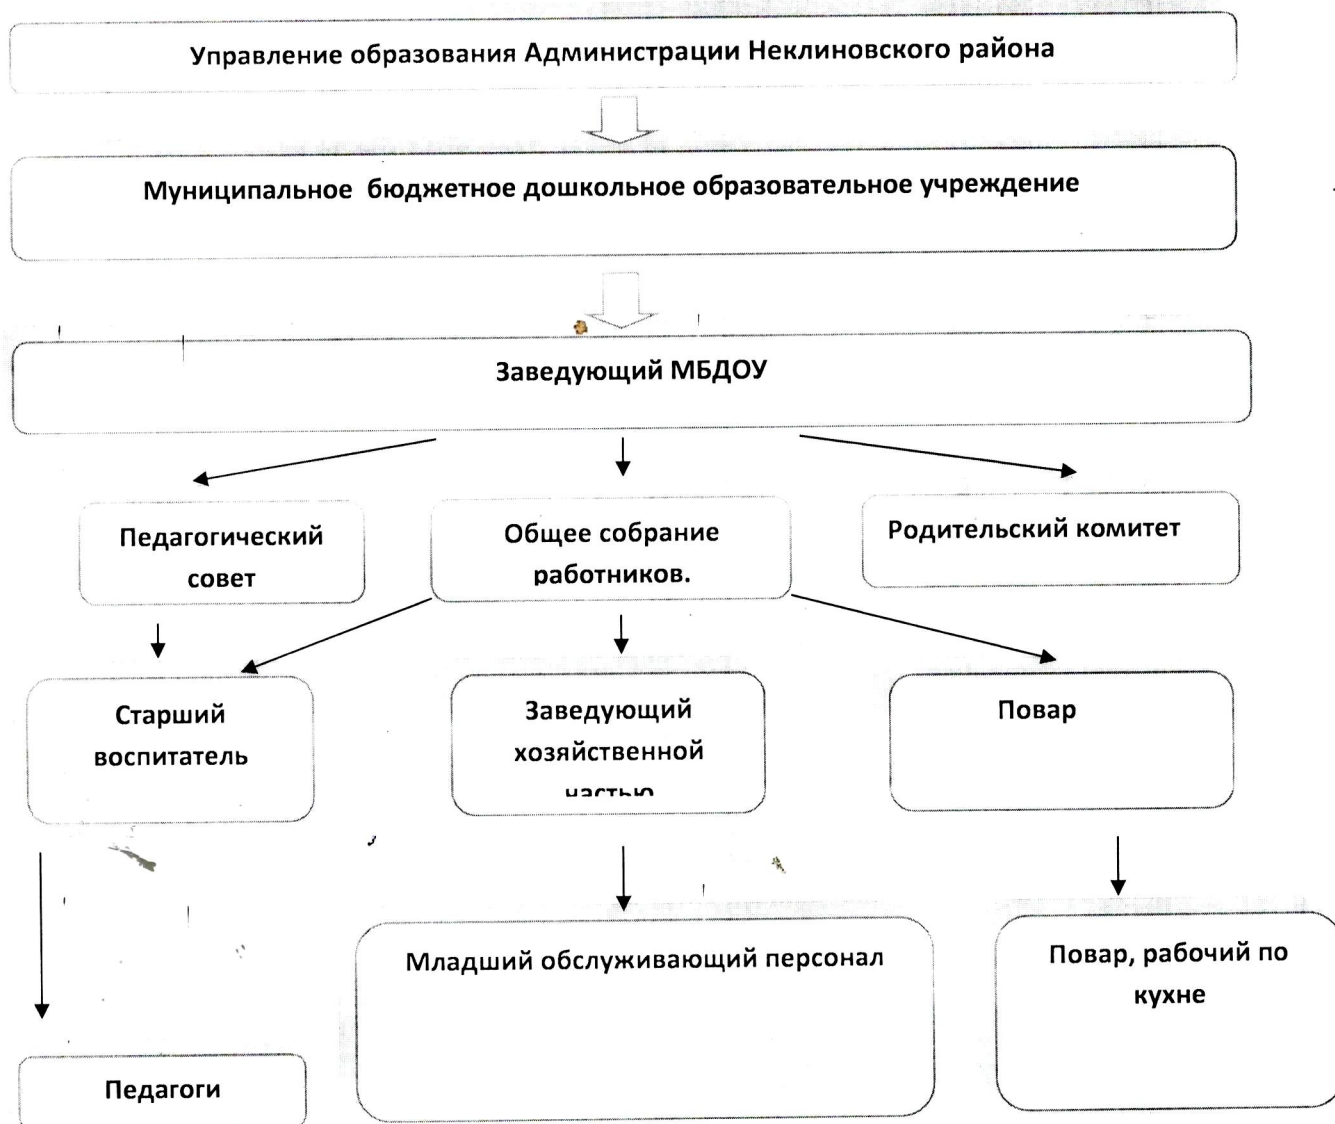 Управление образования Администрации Неклиновского района
Муниципальное бюджетное дошкольное образовательное учреждение
Заведующий МБДОУ
Педагогический
совет
Общее собрание
работников.
Родительский комитет
Старший
воспитатель
Заведующий
хозяйственной
частью
Повар
Младший обслуживающий персонал
Повар, рабочий по
кухне
Педагоги